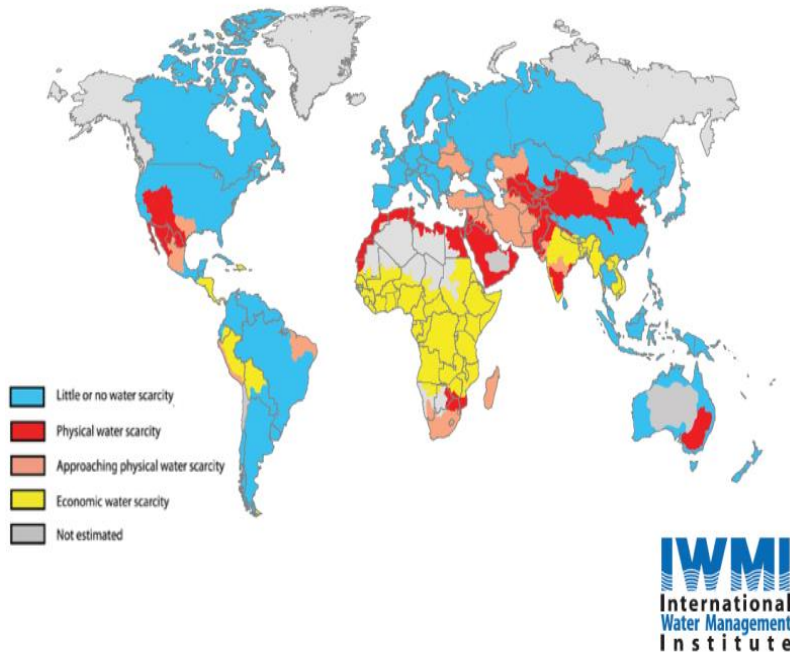 Little or no water scarcity
Physical water scarcity
Approaching physical water scarcity
Economic water scarcity
Not estimated
IWMI
International
Water Management
Institute